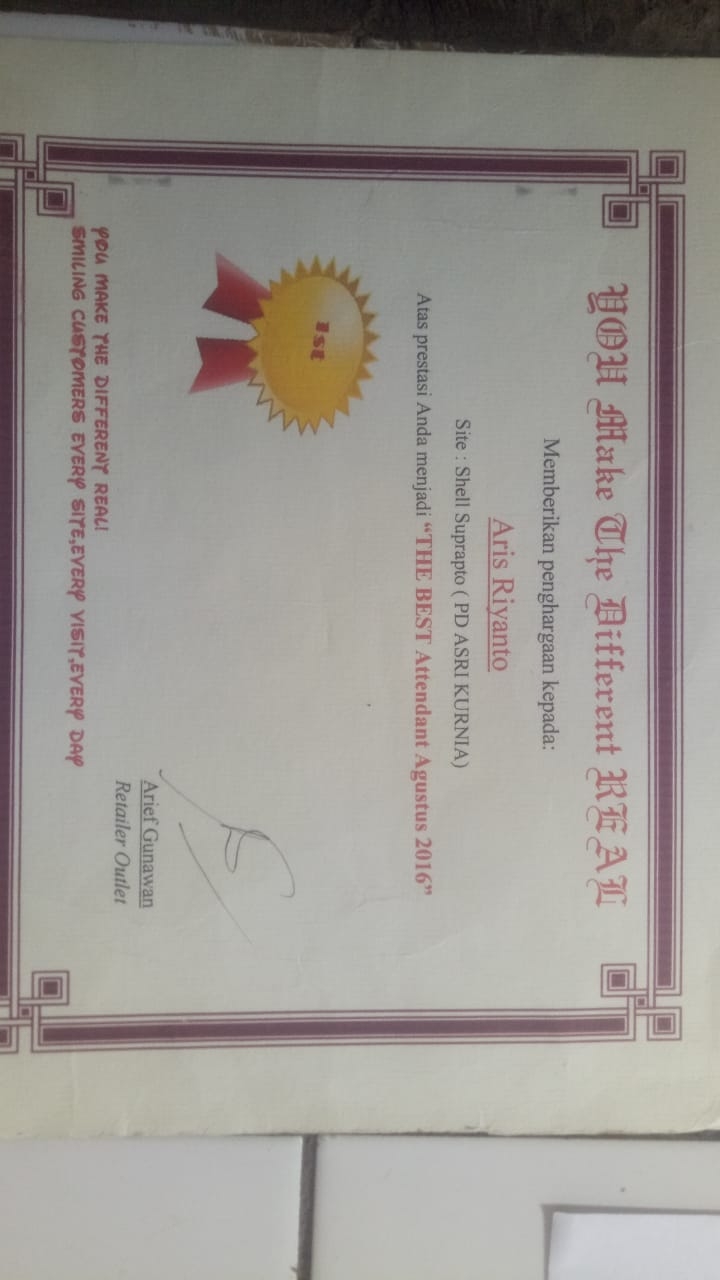 YOU Make The Different REAL
Memberikan penghargaan kepada:
Aris Riyanto
Site : Shell Suprapto ( PD ASRI KURNIA)
Atas prestasi Anda menjadi “THE BEST Attendant Agustus 2016”
1st
Arief Gunawan
Retailer Outlet
YOU MAKE THE DIFFERENT REAL!
SMILING CUSTOMERS EVERY SITE,EVERY VISIT,EVERY DAY